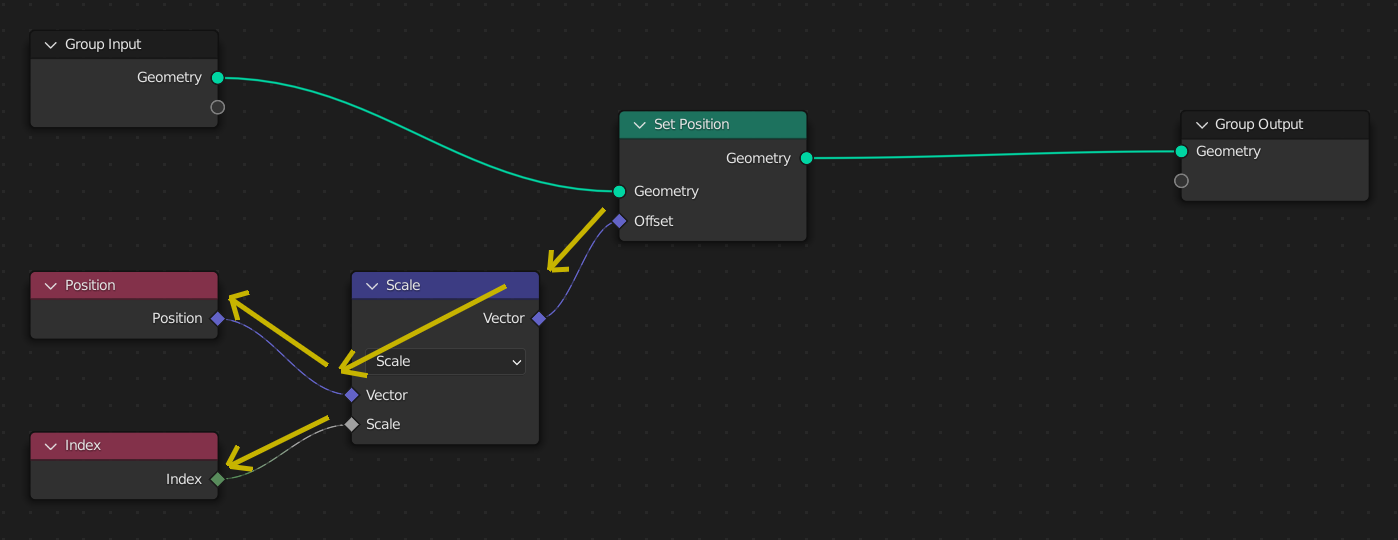 Group Input
Geometry
Set Position
Geometry
Geometry
Offset
Group Output
Geometry
Position
Position
Scale
Vector
Scale
Vector
Scale
Index
Index